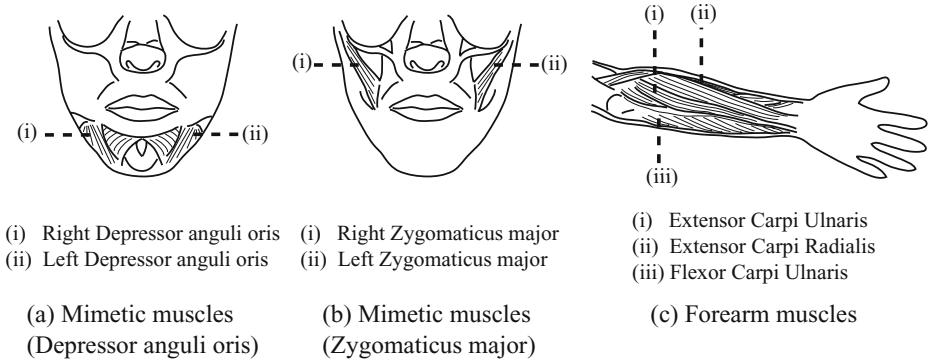 (i)
(ii)
(i)
(ii)
(i)
(ii)
(iii)
(i) Right Depressor anguli oris
(ii) Left Depressor anguli oris
(i) Right Zygomaticus major
(ii) Left Zygomaticus major
(i) Extensor Carpi Ulnaris
(ii) Extensor Carpi Radialis
(iii) Flexor Carpi Ulnaris
(a) Mimetic muscles
(Depressor anguli oris)
(b) Mimetic muscles
(Zygomaticus major)
(c) Forearm muscles